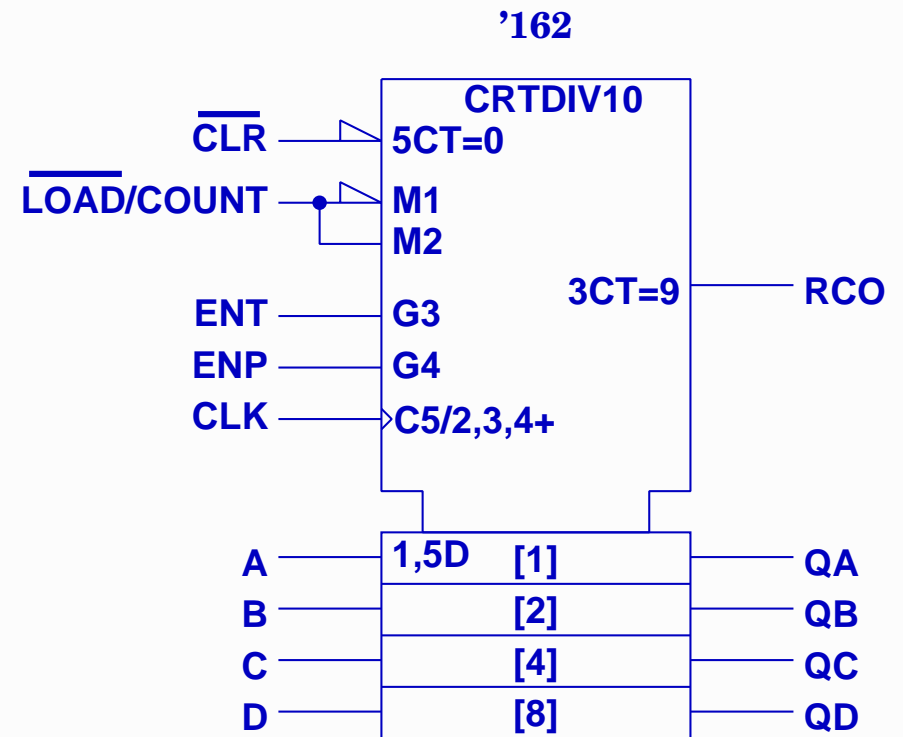 ’162
CRTDIV10
CLR
5CT=0
LOAD/COUNT
M1
M2
3CT=9
RCO
ENT
G3
ENP
G4
CLK
C5/2,3,4+
A
1,5D
[1]
QA
B
[2]
QB
C
[4]
QC
D
[8]
QD